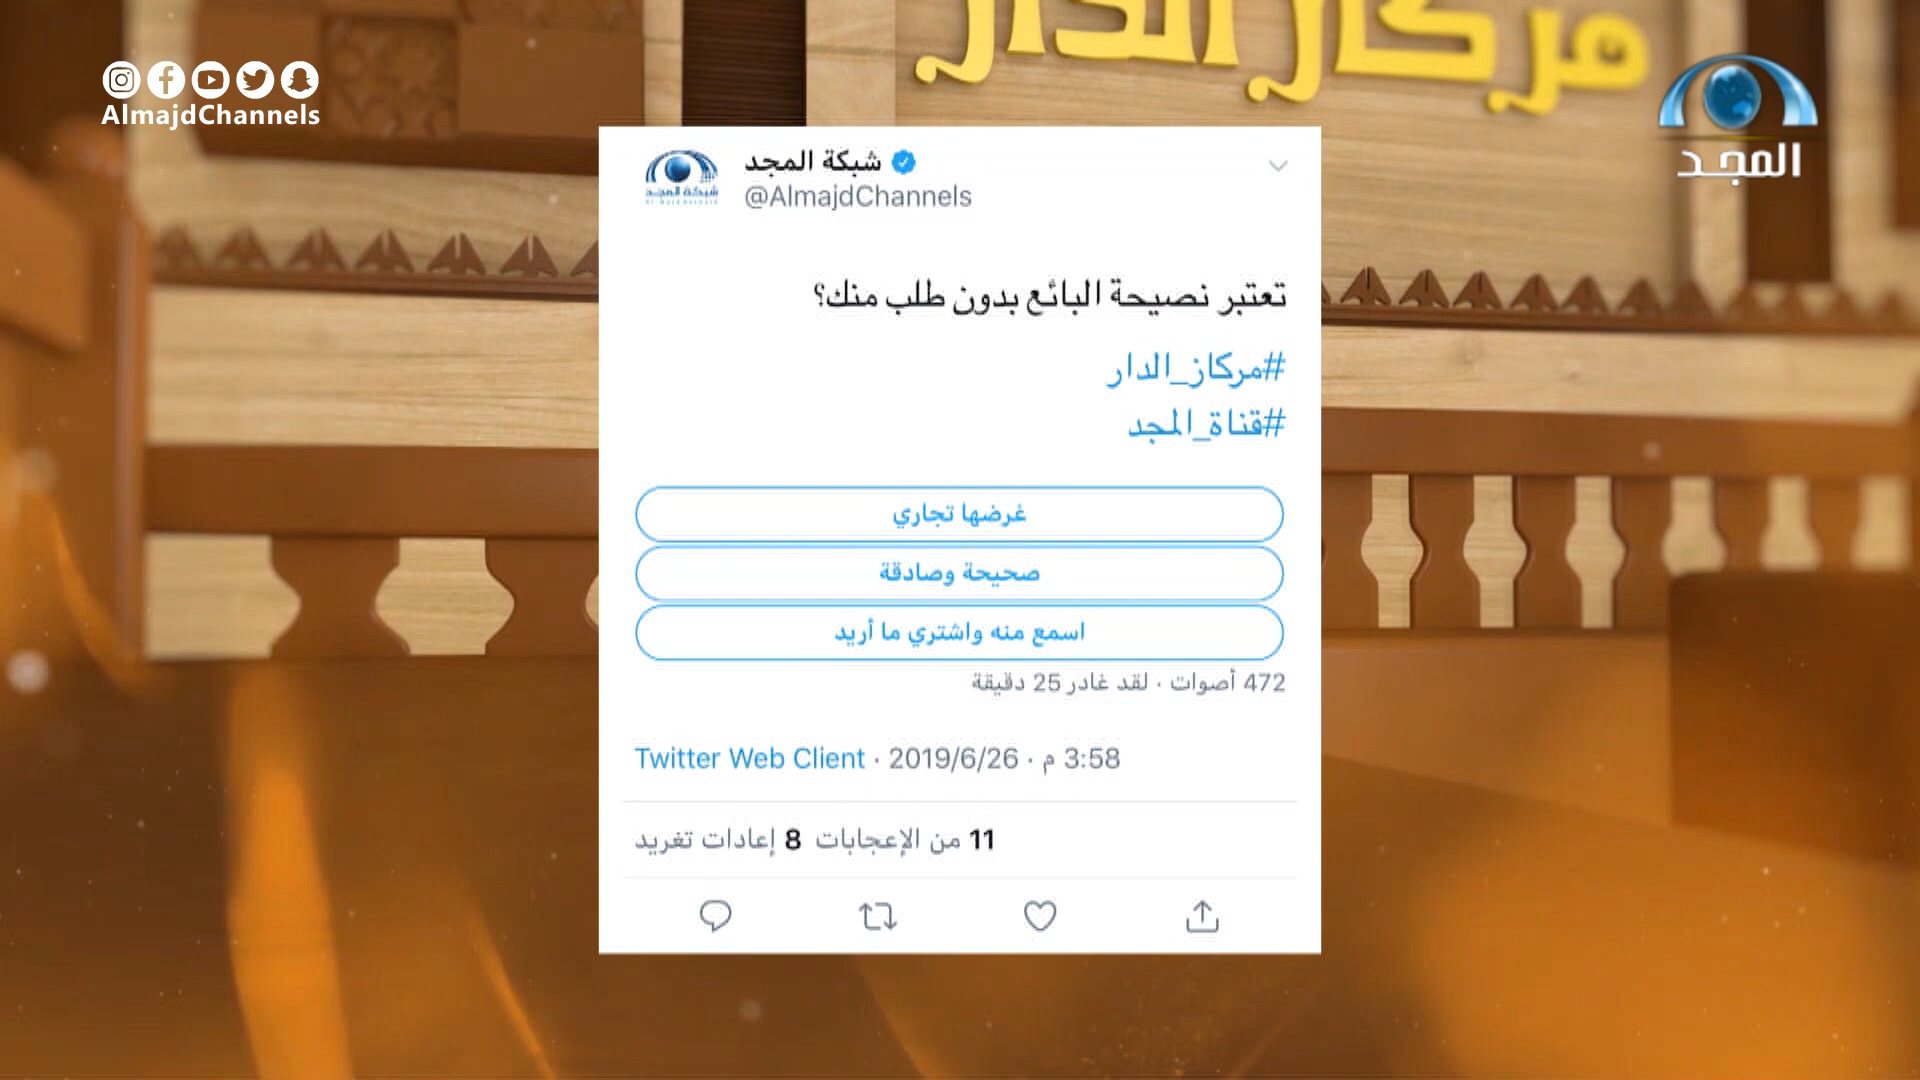 مركاز الدار
AlmajdChannels
المجد
شبكة المجد
@AlmajdChannels
شبكة المجد
تعتبر نصيحة البائع بدون طلب منك؟
#مركاز_الدار
#قناة_المجد
غرضها تجاري
صحيحة وصادقة
اسمع منه واشتري ما أريد
472 أصوات · لقد غادر 25 دقيقة
3:58 م · 2019/6/26 · Twitter Web Client
11 من الإعجابات 8 إعادات تغريد